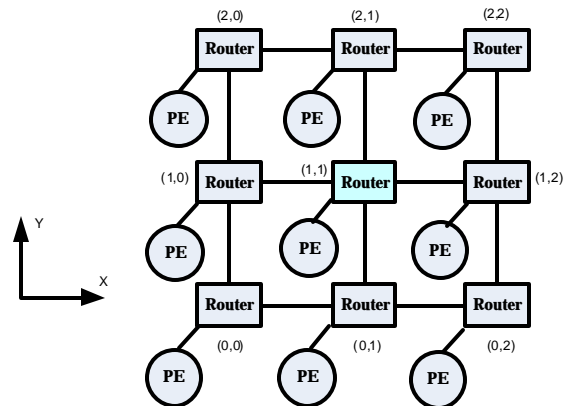 (2,0) (2,1) (2,2)
Router Router Router
PE PE PE
(1,0) Router (1,1) Router Router (1,2)
PE PE PE
Y
X
Router Router Router
(0,0) (0,1) (0,2)
PE PE PE